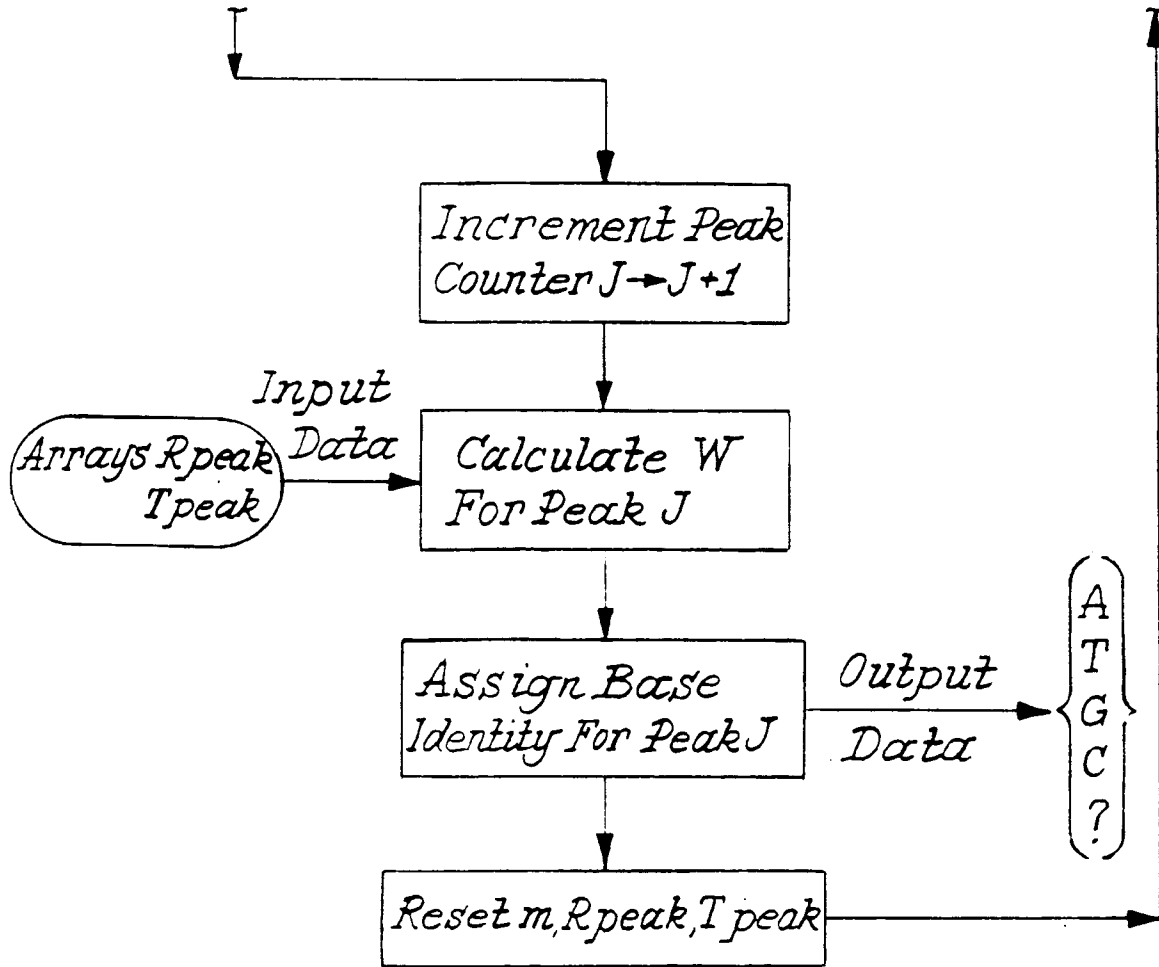 Increment Peak
Counter J→J+1
Input
Data
Arrays Rpeak
Tpeak
Calculate W
For Peak J
Assign Base
Identity For Peak J
Output
Data
A
T
G
C
?
Reset m, Rpeak, Tpeak